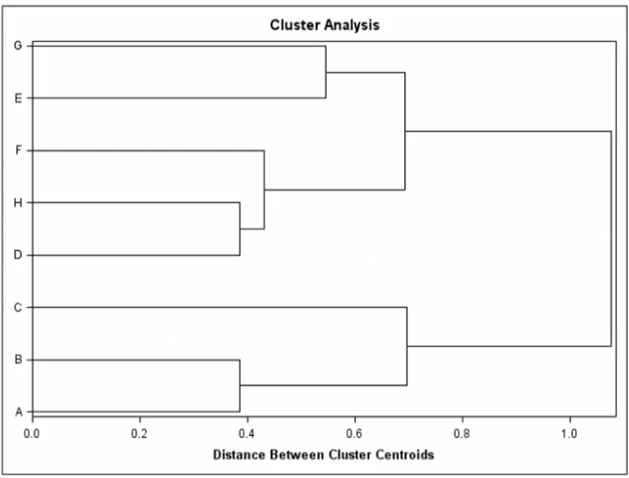 Cluster Analysis
G
E
F
H
D
C
B
A
0.0 0.2 0.4 0.6 0.8 1.0
Distance Between Cluster Centroids